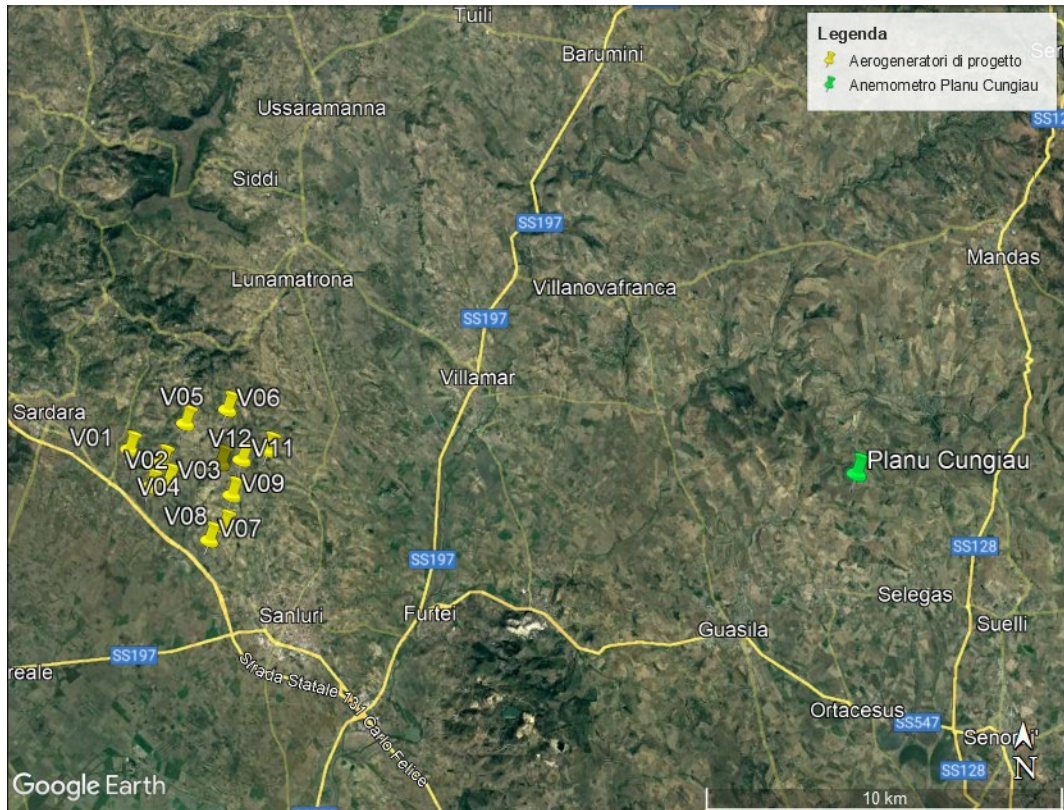 Tuili
Barumini
Legenda
Aerogeneratori di progetto
Anemometro Planu Cungiau
Ussaramanna
Siddi
SS197
Mandas
Lunamatrona
Villanovafranca
SS197
Villamar
Sardara
V05
V06
V01
V12
V11
V02
V03
V04
V09
V08
V07
Planu Cungiau
SS128
SS197
Selegas
Sanluri
Furtei
Guasila
Suelli
SS197
reale
Strada Statale 131 Carlo Felice
Ortacesus
SS547
SS128
N
Google Earth
10 km